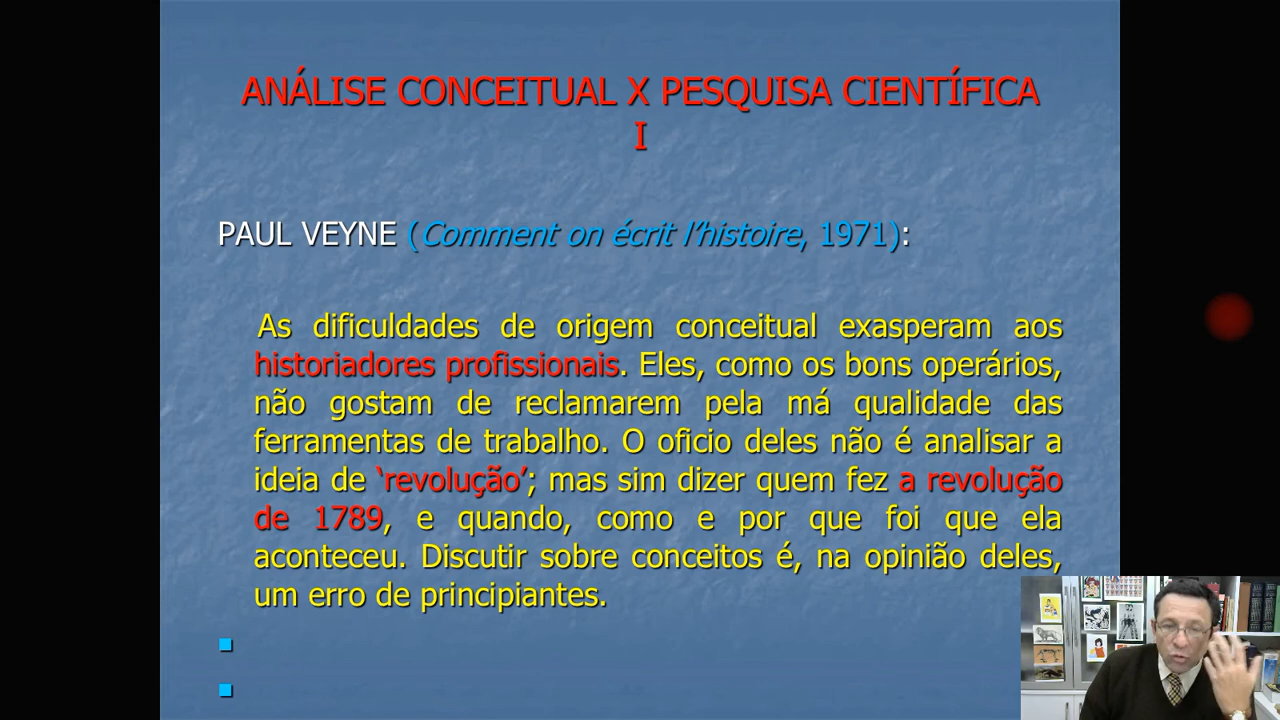 ANÁLISE CONCEITUAL X PESQUISA CIENTÍFICA
I
PAUL VEYNE (Comment on écrit l'histoire, 1971):
As dificuldades de origem conceitual exasperam aos
historiadores profissionais. Eles, como os bons operários,
não gostam de reclamarem pela má qualidade das
ferramentas de trabalho. O oficio deles não é analisar a
ideia de 'revolução'; mas sim dizer quem fez a revolução
de 1789, e quando, como e por que foi que ela
aconteceu. Discutir sobre conceitos é, na opinião deles,
um erro de principiantes.